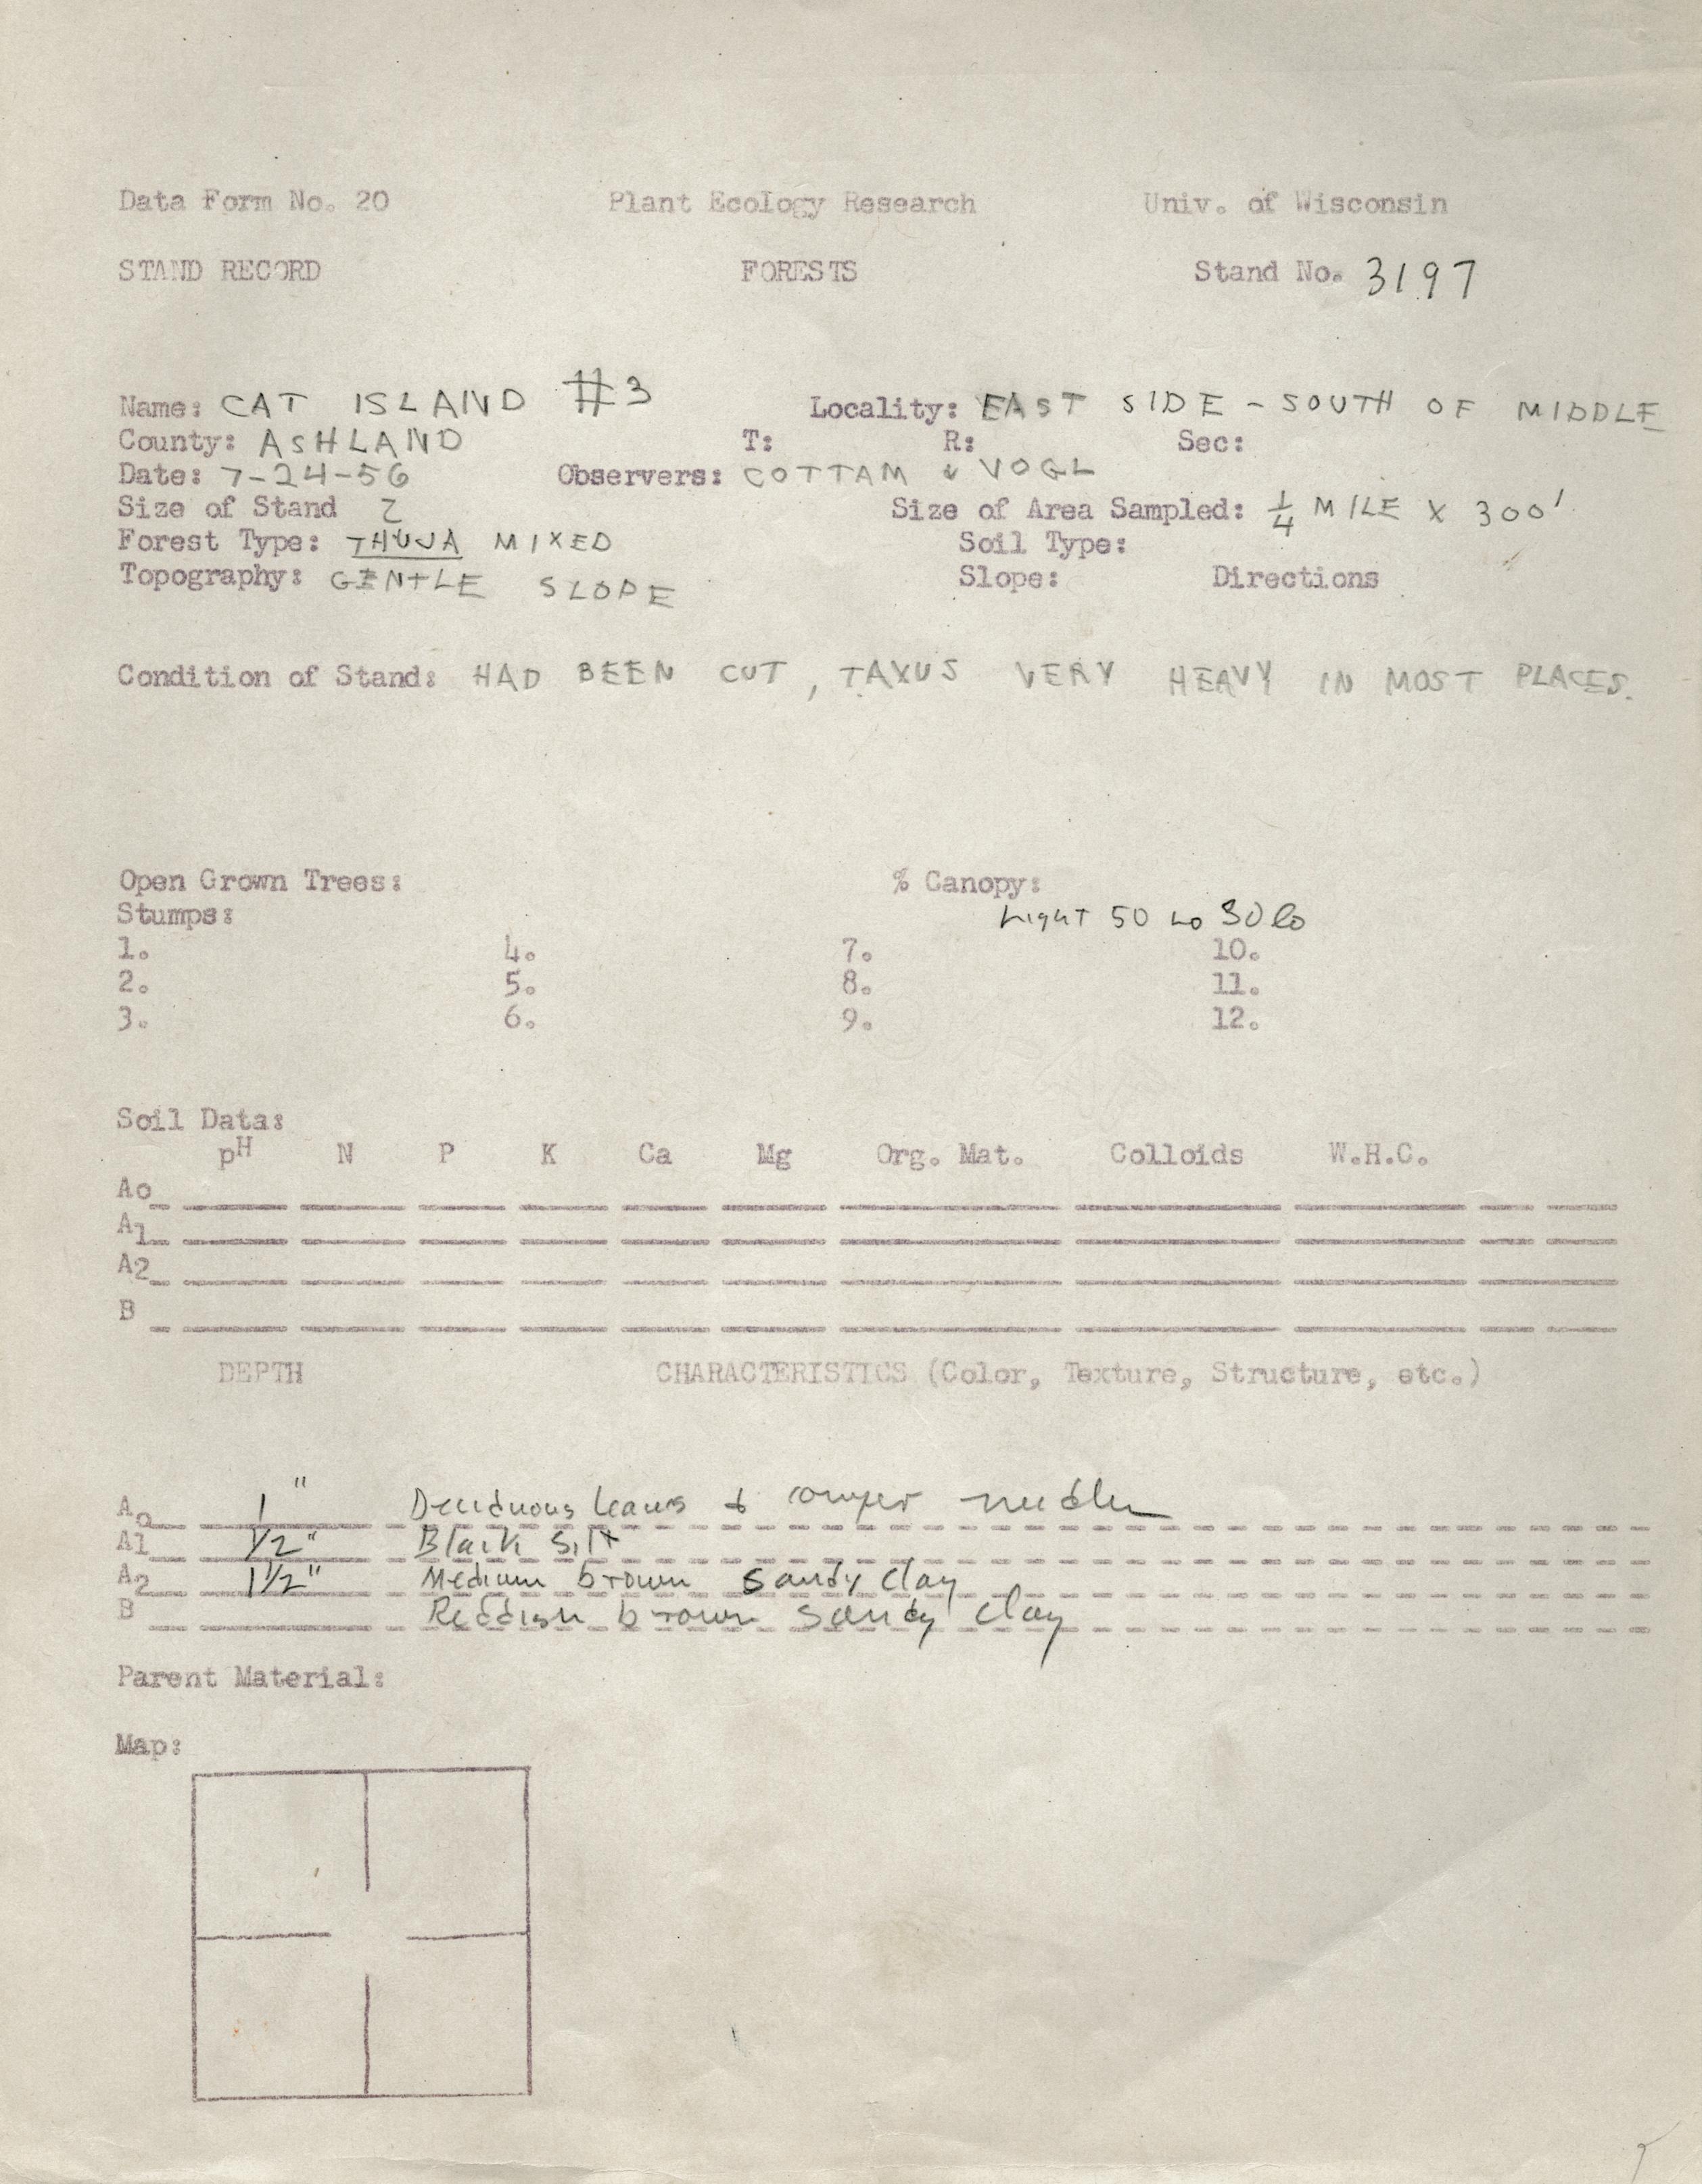 Data Form No. 20 Plant Ecology Research Univ. of Wisconsin
STAND RECORD FORESTS Stand No. 3197
Name: CAT ISLAND #3 Locality: EAST SIDE - SOUTH OF MIDDLE
County: ASHLAND T: R: Sec:
Date: 7-24-56 Observers: COTTAM & VOGL
Size of Stand Size of Area Sampled: 1/4 MILE X 300'
Forest Type: THUJA MIXED Soil Type:
Topography: GENTLE SLOPE Slope: Directions
Condition of Stand: HAD BEEN CUT, TAXUS VERY HEAVY IN MOST PLACES.
Open Grown Trees: % Canopy:
Stumps: Light 50 to
1. 4. 7. 10.
2. 5. 8. 11.
3. 6. 9. 12.
Soil Data:
pH N P K Ca Mg Org. Mat. Colloids W.H.C.
Ao
A1
A2
B
DEPTH CHARACTERISTICS (Color, Texture, Structure, etc.)
Ao 1" Deciduous leaves & conifer needles
A1 1/2" Black Silt
A2 1 1/2" Medium brown sandy clay
B Reddish brown sandy clay
Parent Material:
Map: